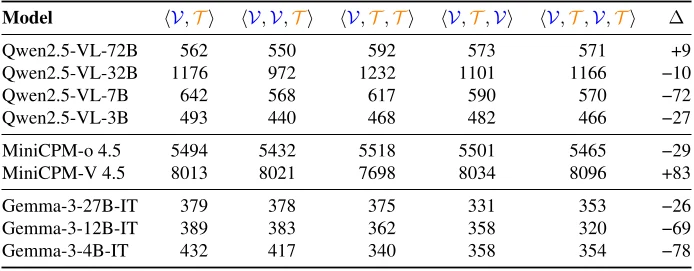 Model ⟨𝒱, 𝒯⟩ ⟨𝒱, 𝒱, 𝒯⟩ ⟨𝒱, 𝒯, 𝒯⟩ ⟨𝒱, 𝒯, 𝒱⟩ ⟨𝒱, 𝒯, 𝒱, 𝒯⟩ Δ
Qwen2.5-VL-72B 562 550 592 573 571 +9
Qwen2.5-VL-32B 1176 972 1232 1101 1166 −10
Qwen2.5-VL-7B 642 568 617 590 570 −72
Qwen2.5-VL-3B 493 440 468 482 466 −27
MiniCPM-o 4.5 5494 5432 5518 5501 5465 −29
MiniCPM-V 4.5 8013 8021 7698 8034 8096 +83
Gemma-3-27B-IT 379 378 375 331 353 −26
Gemma-3-12B-IT 389 383 362 358 320 −69
Gemma-3-4B-IT 432 417 340 358 354 −78